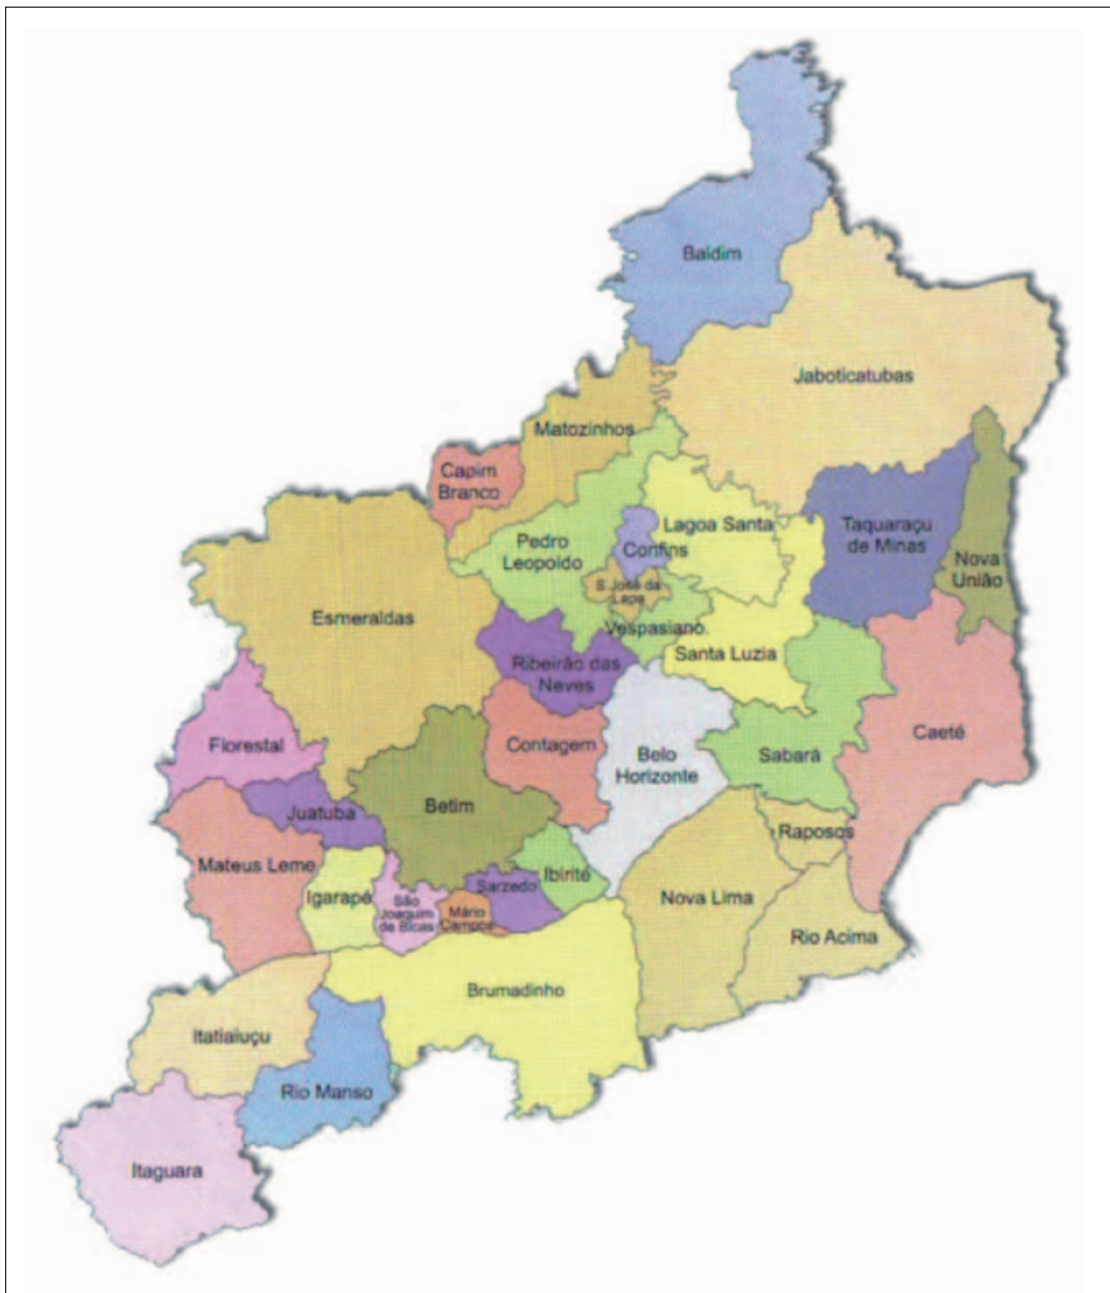 Baldim
Jaboticatubas
Matozinhos
Capim
Branco
Lagoa Santa
Taquaraçu
de Minas
Pedro
Leopoldo
Confins
Nova
União
S José da
Lapa
Esmeraldas
Vespasiano.
Santa Luzia
Ribeirão das
Neves
Florestal
Contagem
Belo
Horizonte
Sabará
Caeté
Juatuba
Betim
Raposos
Mateus Leme
Igarapé
São
Joaquim
de Bicas
Mário
Campos
Sarzedo
Ibirité
Nova Lima
Rio Acima
Brumadinho
Itatiaiuçu
Rio Manso
Itaguara